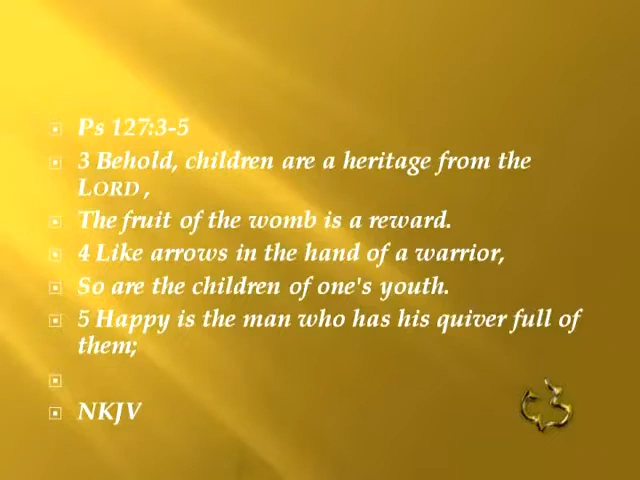 Ps 127:3-5
3 Behold, children are a heritage from the
LORD ,
The fruit of the womb is a reward.
4 Like arrows in the hand of a warrior,
So are the children of one's youth.
5 Happy is the man who has his quiver full of
them;
NKJV